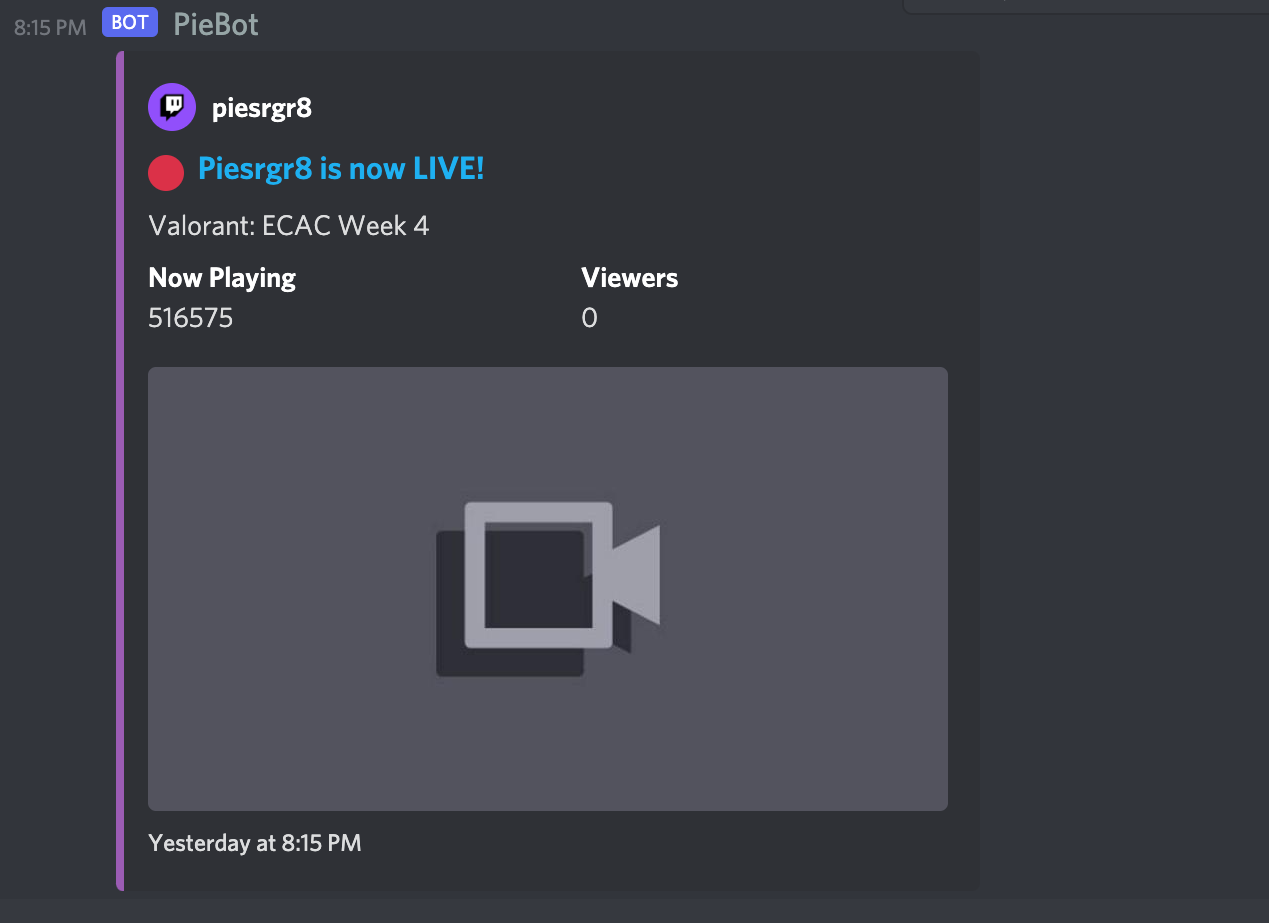 8:15 PM BOT PieBot
piesrgr8
Piesrgr8 is now LIVE!
Valorant: ECAC Week 4
Now Playing Viewers
516575 0
Yesterday at 8:15 PM